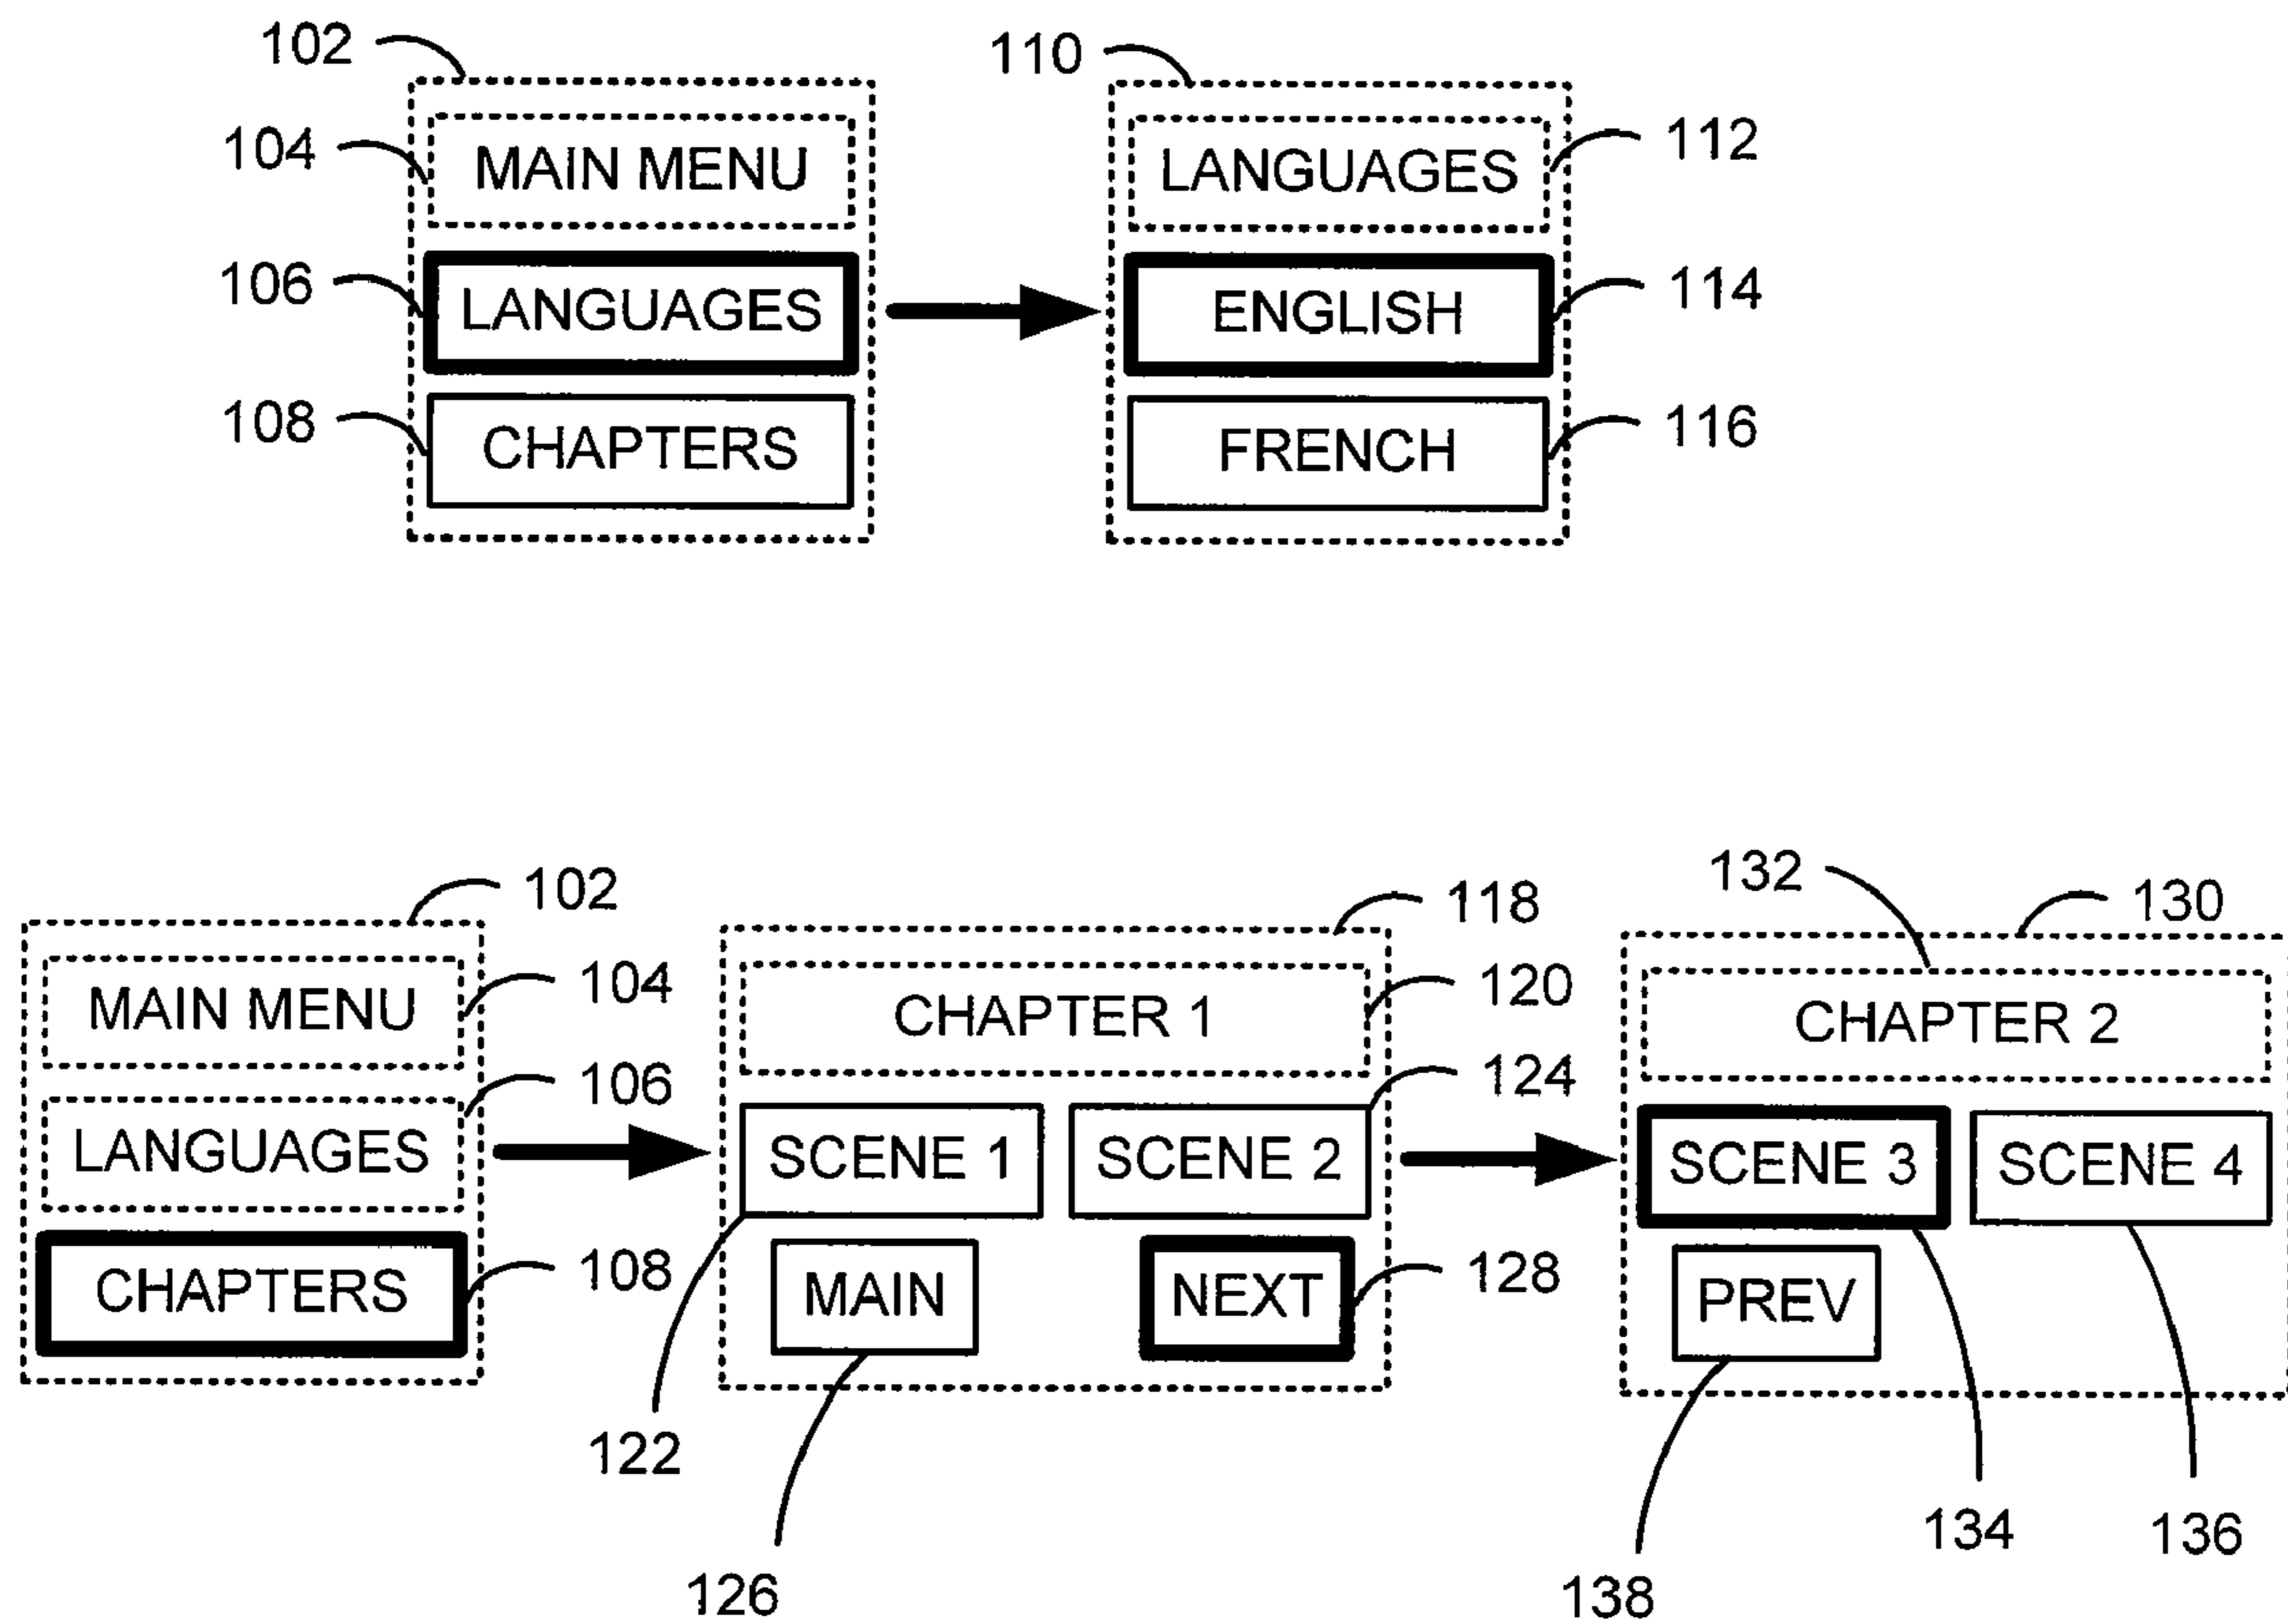 102
110
104
MAIN MENU
LANGUAGES
112
106
LANGUAGES
ENGLISH
114
108
CHAPTERS
FRENCH
116
102
118
132
130
MAIN MENU
104
CHAPTER 1
120
CHAPTER 2
106
124
LANGUAGES
SCENE 1
SCENE 2
SCENE 3
SCENE 4
CHAPTERS
108
MAIN
NEXT
128
PREV
122
126
138
134
136